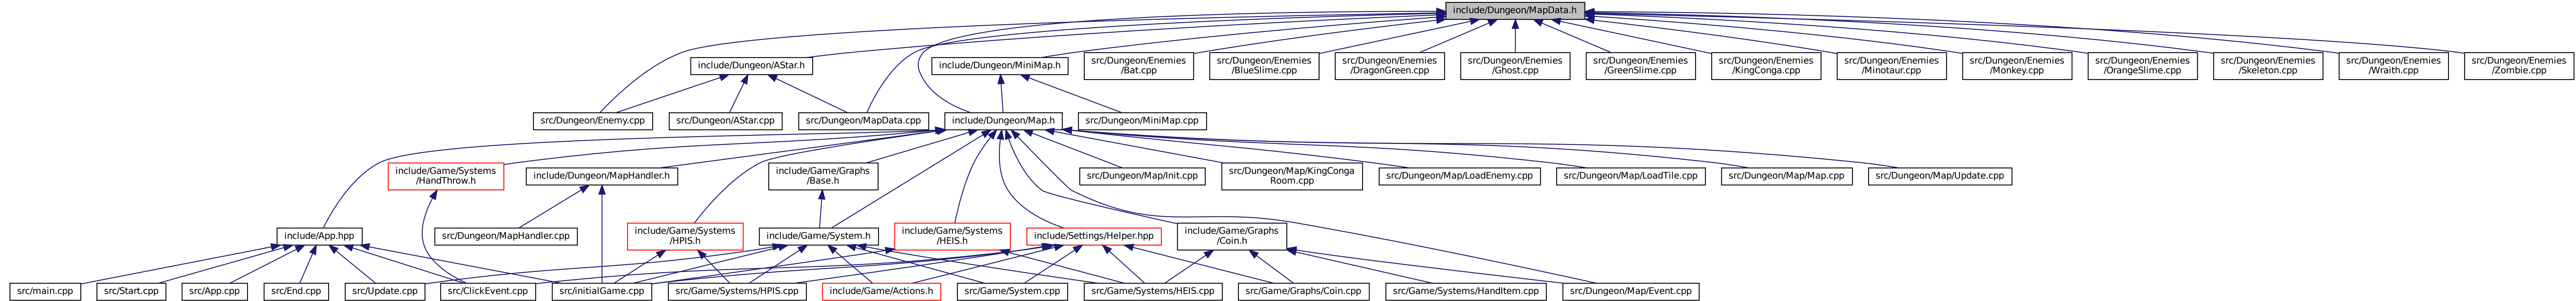 include/Dungeon/MapData.h
include/Dungeon/AStar.h
include/Dungeon/MiniMap.h
src/Dungeon/Enemies
/Bat.cpp
src/Dungeon/Enemies
/BlueSlime.cpp
src/Dungeon/Enemies
/DragonGreen.cpp
src/Dungeon/Enemies
/Ghost.cpp
src/Dungeon/Enemies
/GreenSlime.cpp
src/Dungeon/Enemies
/KingConga.cpp
src/Dungeon/Enemies
/Minotaur.cpp
src/Dungeon/Enemies
/Monkey.cpp
src/Dungeon/Enemies
/OrangeSlime.cpp
src/Dungeon/Enemies
/Skeleton.cpp
src/Dungeon/Enemies
/Wraith.cpp
src/Dungeon/Enemies
/Zombie.cpp
src/Dungeon/Enemy.cpp
src/Dungeon/AStar.cpp
src/Dungeon/MapData.cpp
include/Dungeon/Map.h
src/Dungeon/MiniMap.cpp
include/Game/Systems
/HandThrow.h
include/Dungeon/MapHandler.h
include/Game/Graphs
/Base.h
src/Dungeon/Map/Init.cpp
src/Dungeon/Map/KingConga
Room.cpp
src/Dungeon/Map/LoadEnemy.cpp
src/Dungeon/Map/LoadTile.cpp
src/Dungeon/Map/Map.cpp
src/Dungeon/Map/Update.cpp
include/App.hpp
src/Dungeon/MapHandler.cpp
include/Game/Systems
/HPIS.h
include/Game/System.h
include/Game/Systems
/HEIS.h
include/Settings/Helper.hpp
include/Game/Graphs
/Coin.h
src/main.cpp
src/Start.cpp
src/App.cpp
src/End.cpp
src/Update.cpp
src/ClickEvent.cpp
src/initialGame.cpp
src/Game/Systems/HPIS.cpp
include/Game/Actions.h
src/Game/System.cpp
src/Game/Systems/HEIS.cpp
src/Game/Graphs/Coin.cpp
src/Game/Systems/HandItem.cpp
src/Dungeon/Map/Event.cpp